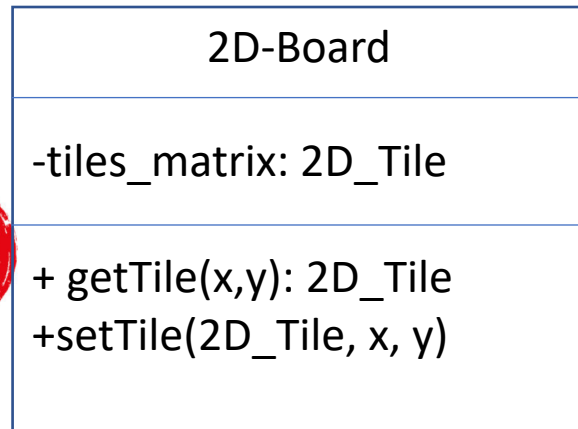 2D-Board
-tiles_matrix: 2D_Tile
+ getTile(x,y): 2D_Tile
+setTile(2D_Tile, x, y)